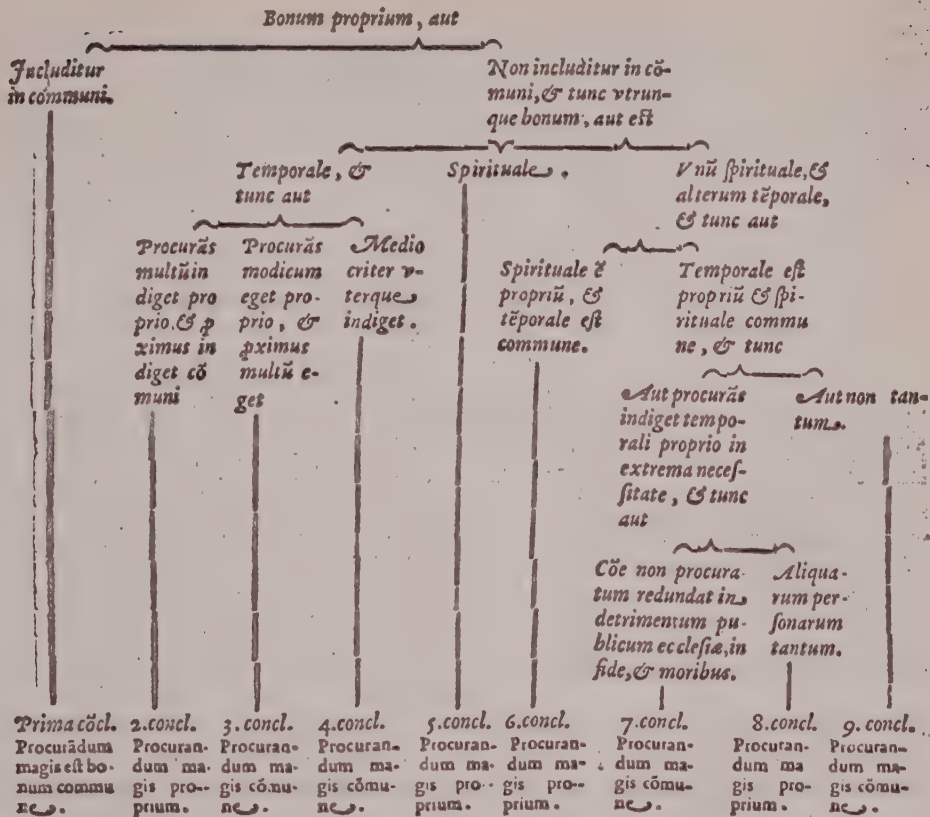 Bonum proprium, aut
Includitur
in communi.
Non includitur in cō-
muni, & tunc vtrun-
que bonum, aut est
Temporale, &
tunc aut
Spirituale.
Vnū spirituale, &
alterum tēporale,
& tunc aut
Procurās
multū in
diget pro
prio. & ꝓ
ximus in
diget cō
muni
Procurās
modicum
eget pro-
prio, &
ꝓximus
multū e-
get
Medio
criter v-
terque
indiget.
Spirituale ē
propriū, &
tēporale est
commune.
Temporale est
propriū & spi-
rituale commu
ne, & tunc
Aut procurās
indiget tempo-
rali proprio in
extrema necess-
sitate, & tunc
aut
Aut non tan-
tum.
Cōe non procura-
tum redundat in
detrimentum pu-
blicum ecclesiæ, in
fide, & moribus.
Aliqua-
rum per-
sonarum
tantum.
Prima cōcl.
Procurādum
magis est bo-
num commu
ne.
2. concl.
Procuran-
dum ma-
gis pro-
prium.
3. concl.
Procuran-
dum ma-
gis cōmu-
ne.
4. concl.
Procuran-
dum ma-
gis cōmu-
ne.
5. concl.
Procuran-
dum ma-
gis pro-
prium.
6. concl.
Procuran-
dum ma-
gis pro-
prium.
7. concl.
Procuran-
dum ma-
gis cōmu-
ne.
8. concl.
Procuran-
dum ma
gis pro-
prium.
9. concl.
Procuran-
dum ma-
gis cōmu-
ne.